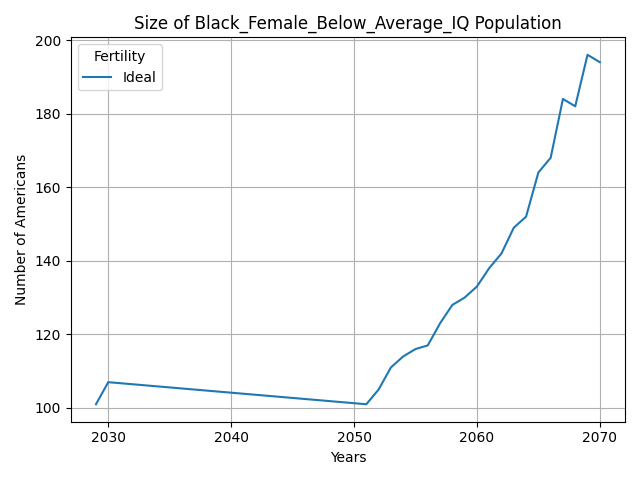 Size of Black_Female_Below_Average_IQ Population
Fertility
Ideal
Number of Americans
200
180
160
140
120
100
2030 2040 2050 2060 2070
Years